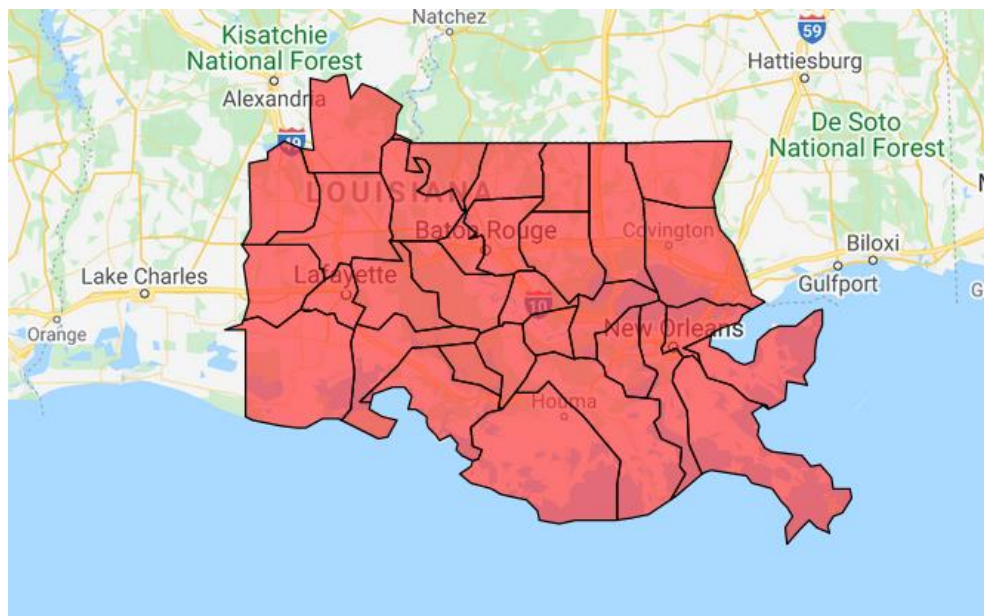 Natchez
Kisatchie
National Forest
59
Hattiesburg
Alexandria
De Soto
National Forest
49
LOUISIANA
Baton Rouge
Covington
Biloxi
Lake Charles
Lafayette
Gulfport
10
Orange
New Orleans
Houma
G